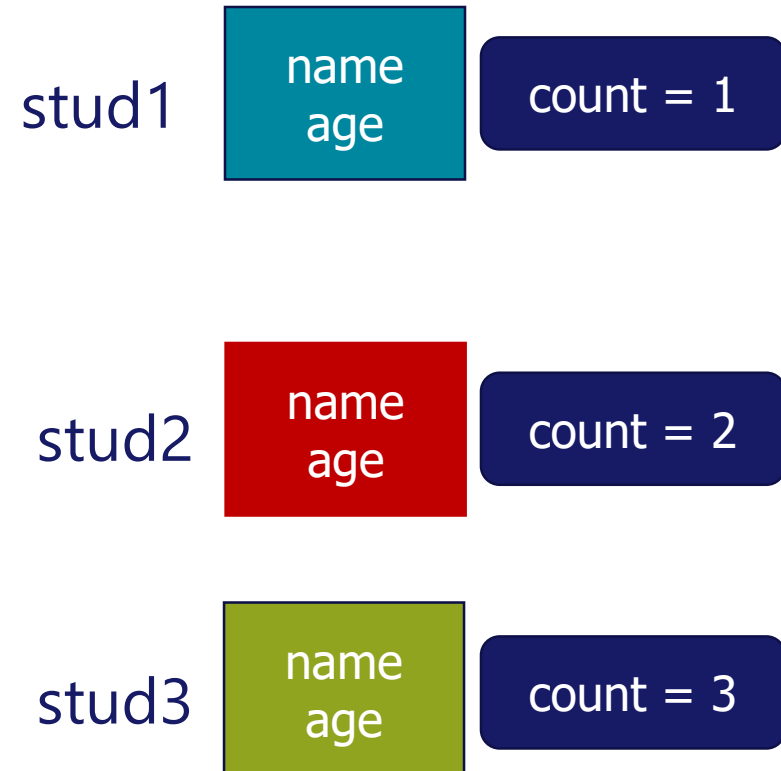 stud1
name
age
count = 1
stud2
name
age
count = 2
stud3
name
age
count = 3